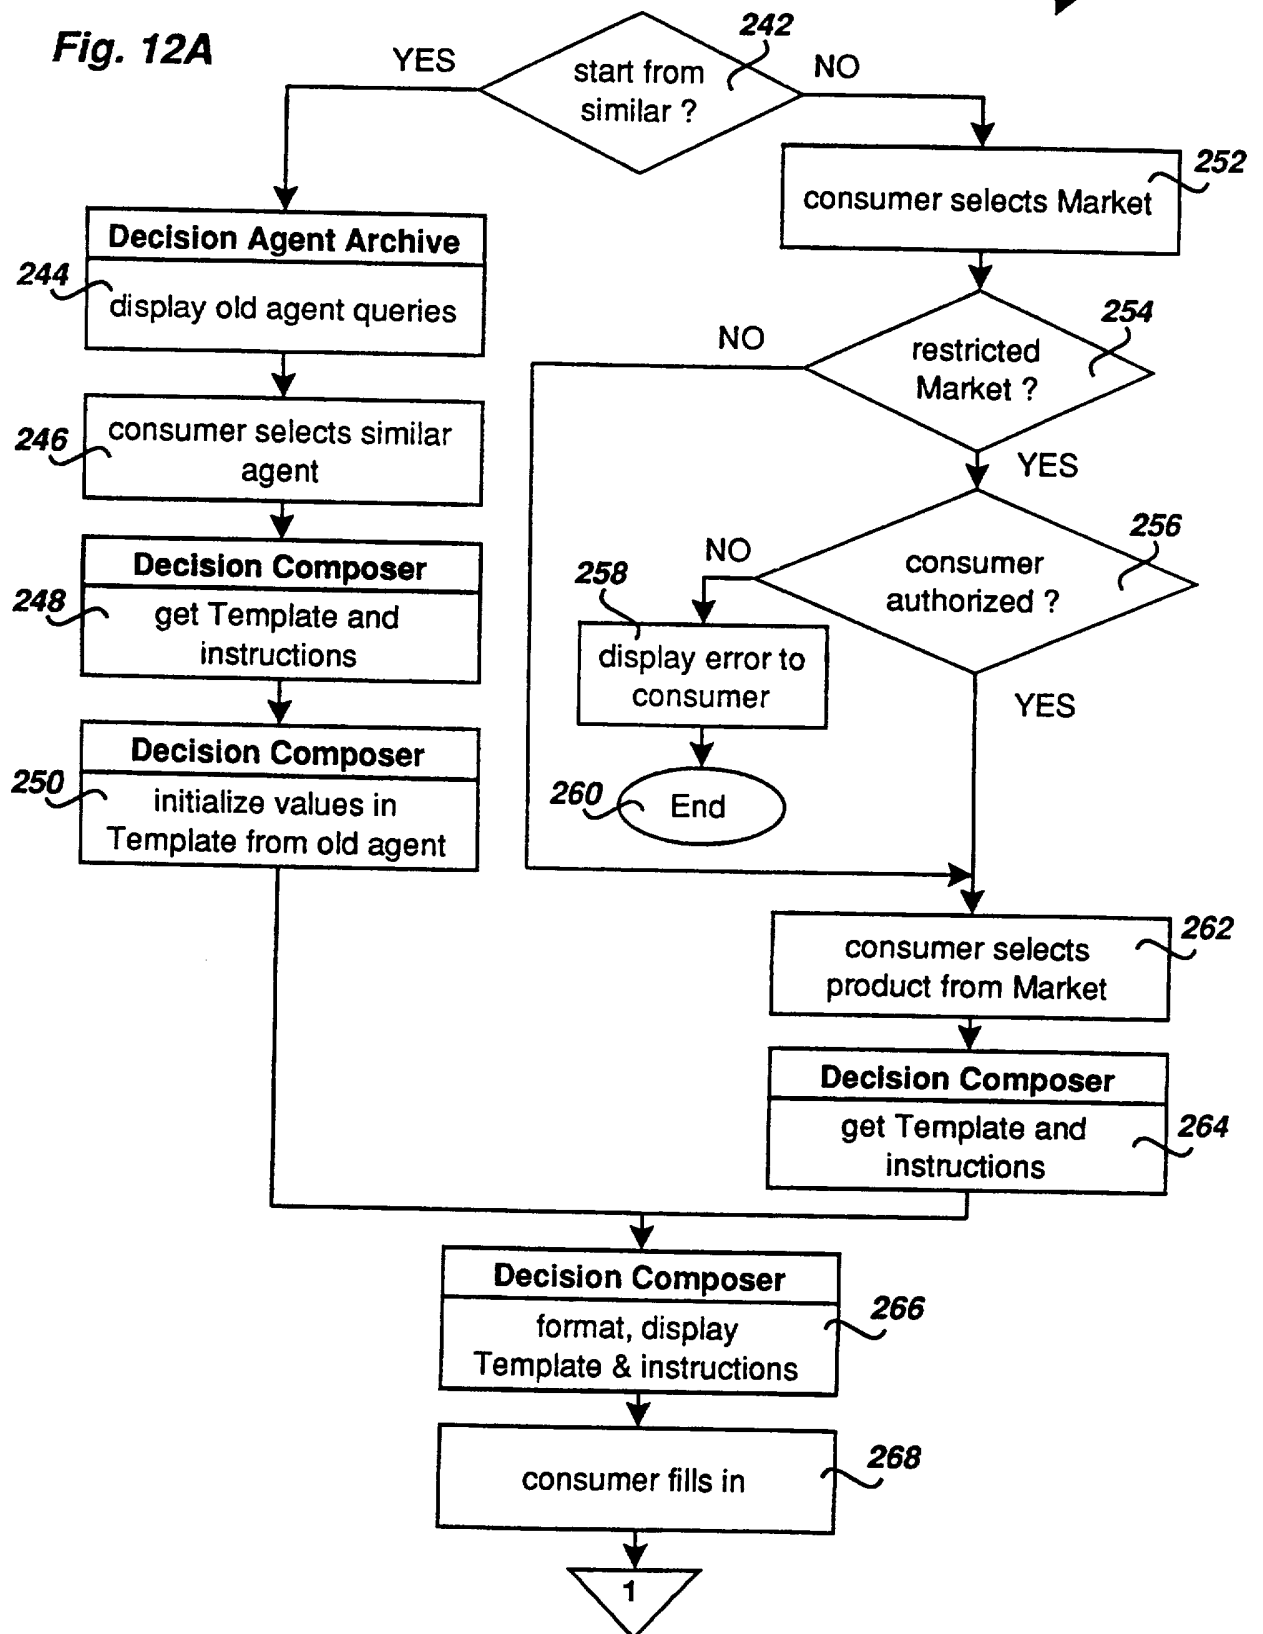 Fig. 12A
242
YES
start from
similar ?
NO
252
consumer selects Market
Decision Agent Archive
244
display old agent queries
254
NO
restricted
Market ?
YES
246
consumer selects similar
agent
256
NO
consumer
authorized ?
YES
Decision Composer
248
get Template and
instructions
258
display error to
consumer
Decision Composer
250
initialize values in
Template from old agent
260
End
262
consumer selects
product from Market
Decision Composer
264
get Template and
instructions
Decision Composer
266
format, display
Template & instructions
268
consumer fills in
1